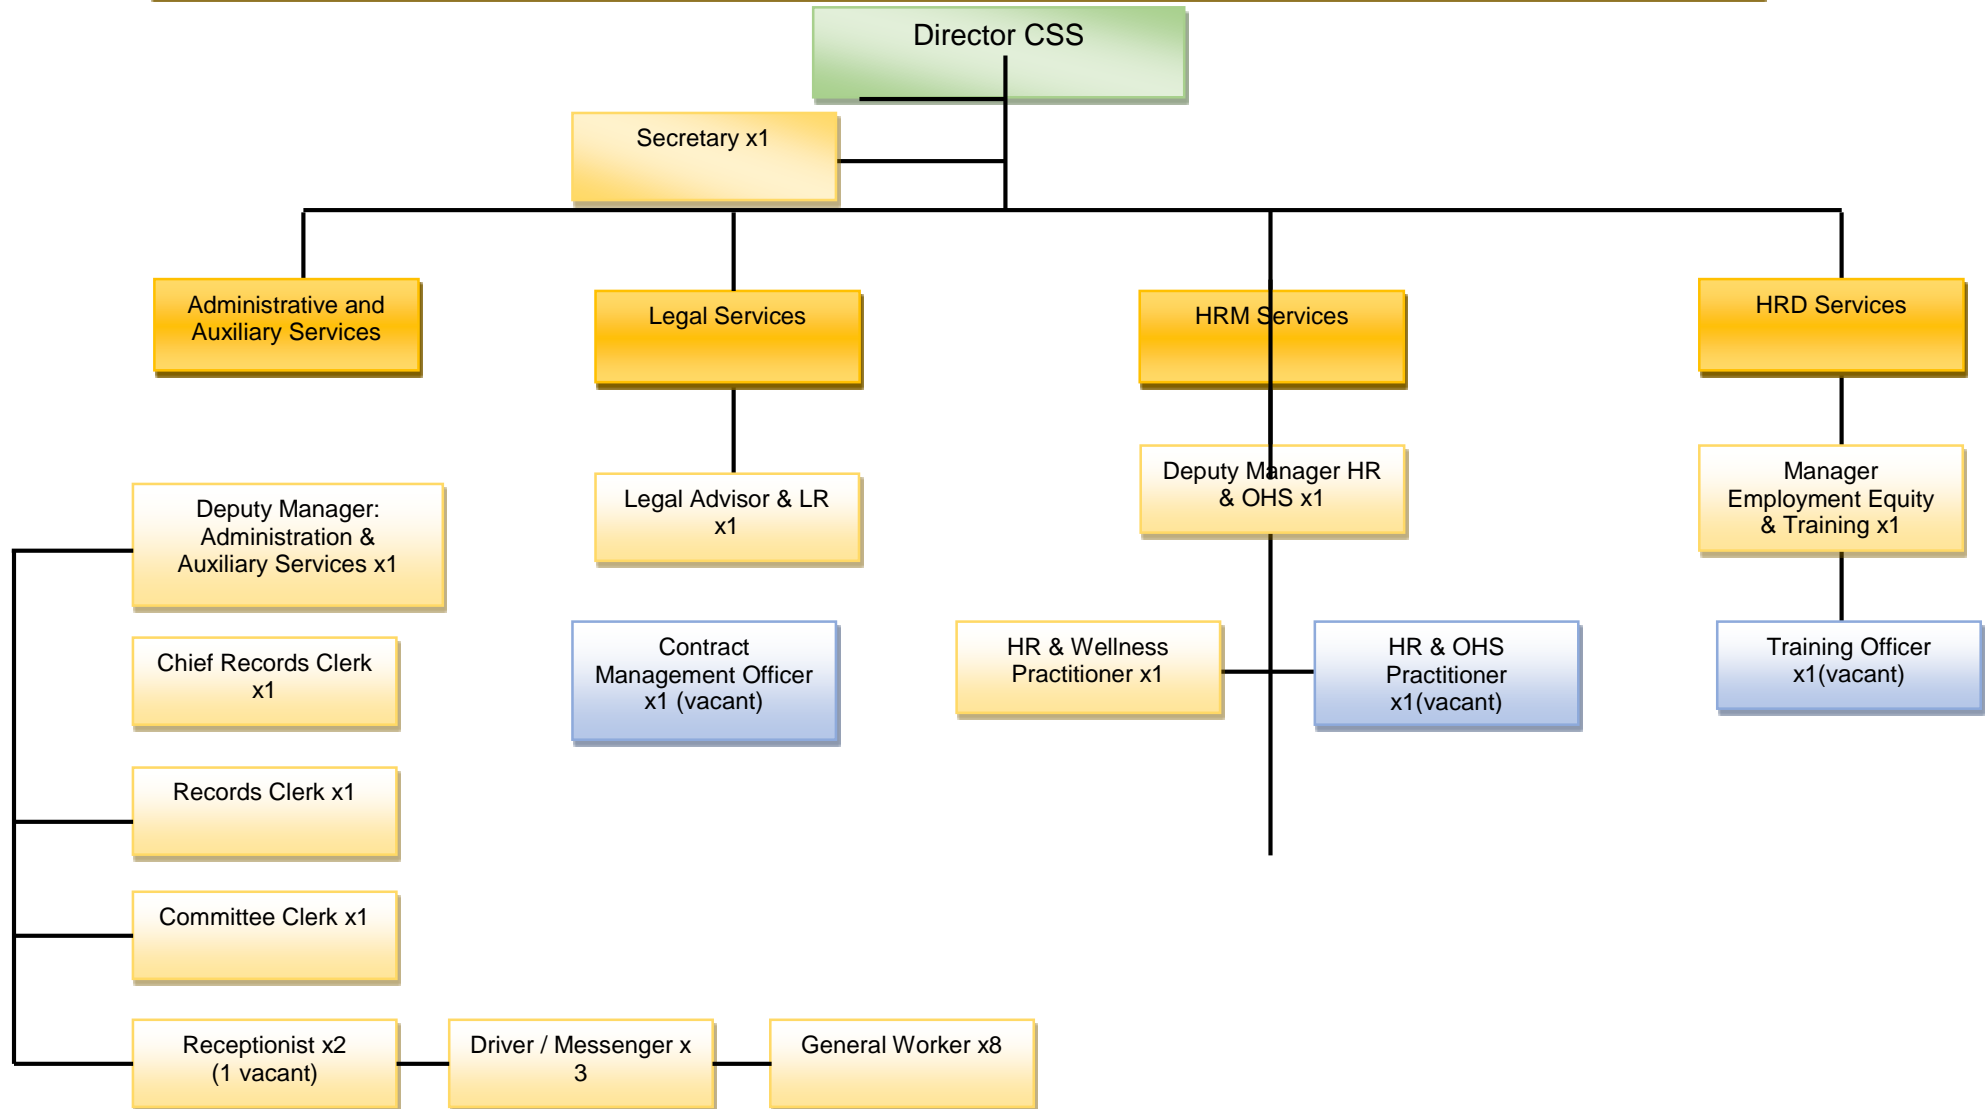 Director CSS
Secretary x1
Administrative and
Auxiliary Services
Legal Services
HRM Services
HRD Services
Deputy Manager:
Administration &
Auxiliary Services x1
Legal Advisor & LR
x1
Deputy Manager HR
& OHS x1
Manager
Employment Equity
& Training x1
Chief Records Clerk
x1
Contract
Management Officer
x1 (vacant)
HR & Wellness
Practitioner x1
HR & OHS
Practitioner
x1(vacant)
Training Officer
x1(vacant)
Records Clerk x1
Committee Clerk x1
Receptionist x2
(1 vacant)
Driver / Messenger x
3
General Worker x8